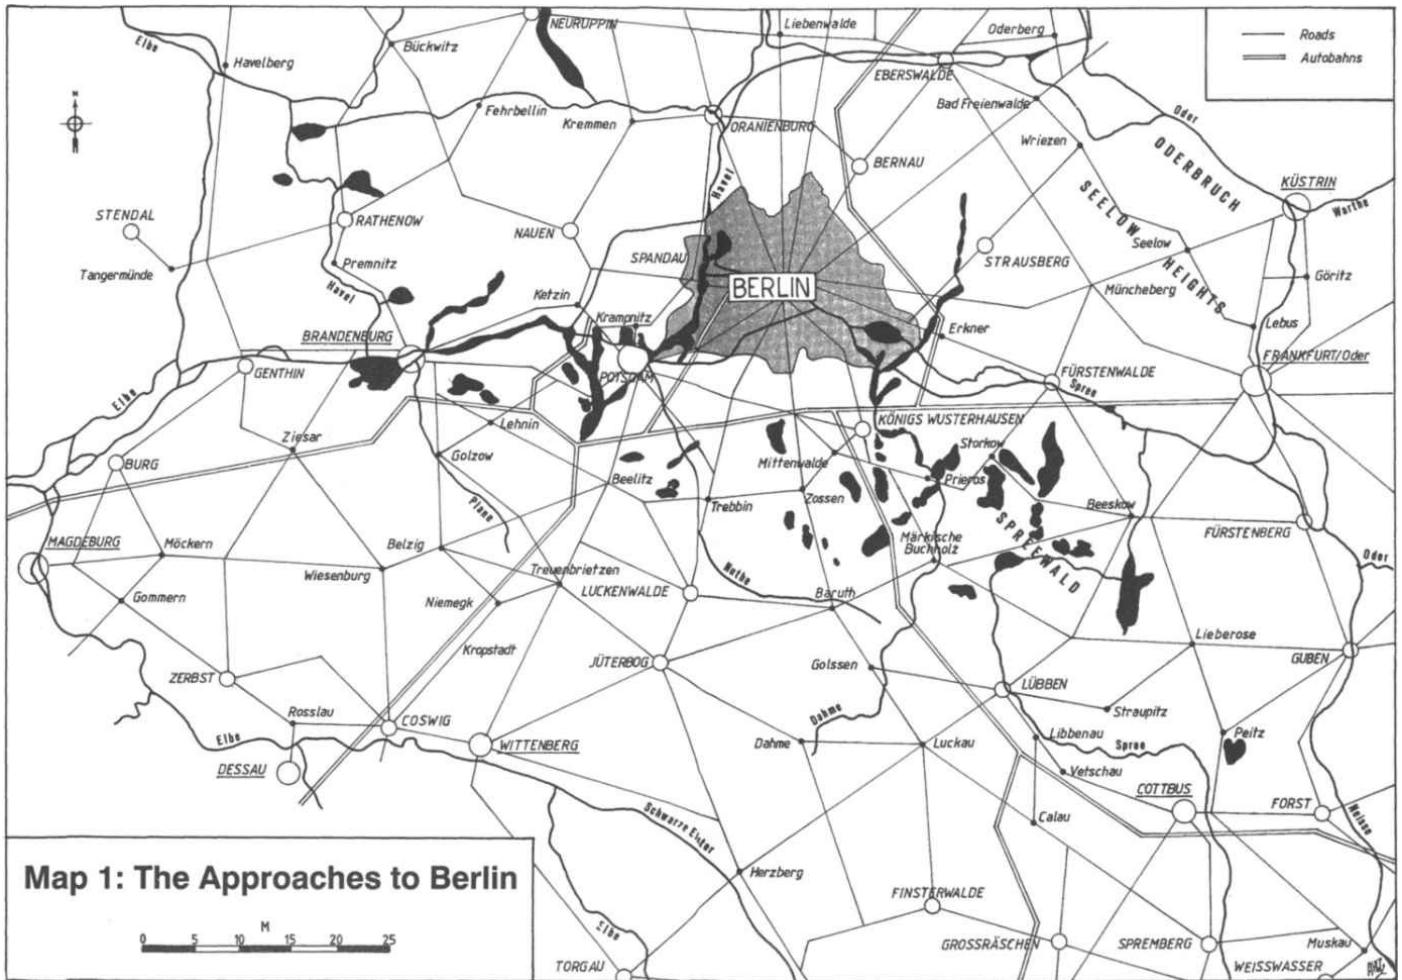 NEURUPPIN
Liebenwalde
Oderberg
Roads
Autobahns
Elbe
Bückwitz
Havelberg
EBERSWALDE
Bad Freienwalde
Oder
N
Fehrbellin
Kremmen
ORANIENBURG
Wriezen
ODERBRUCH
BERNAU
KÜSTRIN
Havel
Warthe
STENDAL
RATHENOW
NAUEN
SPANDAU
STRAUSBERG
SEELOW HEIGHTS
Seelow
Tangermünde
Premnitz
Havel
Ketzin
BERLIN
Müncheberg
Göritz
Krampnitz
Erkner
Lebus
BRANDENBURG
POTSDAM
FRANKFURT/Oder
GENTHIN
FÜRSTENWALDE
Spree
Elbe
Lehnin
KÖNIGS WUSTERHAUSEN
Ziesar
Golzow
Storkow
BURG
Mittenwalde
Prieros
Beelitz
Plane
Trebbin
Zossen
Beeskow
SPREEWALD
MAGDEBURG
Möckern
Belzig
Märkische
Buchholz
FÜRSTENBERG
Oder
Wiesenburg
Treuenbrietzen
Nuthe
Gommern
Niemegk
LUCKENWALDE
Baruth
Kropstadt
Lieberose
ZERBST
JÜTERBOG
Golssen
GUBEN
LÜBBEN
Rosslau
COSWIG
Straupitz
Dahme
Elbe
WITTENBERG
Dahme
Luckau
Libbenau
Spree
Peitz
DESSAU
Vetschau
COTTBUS
FORST
Neisse
Schwarze Elster
Calau
Map 1: The Approaches to Berlin
Herzberg
FINSTERWALDE
M
0 5 10 15 20 25
Elbe
GROSSRÄSCHEN
SPREMBERG
Muskau
TORGAU
WEISSWASSER